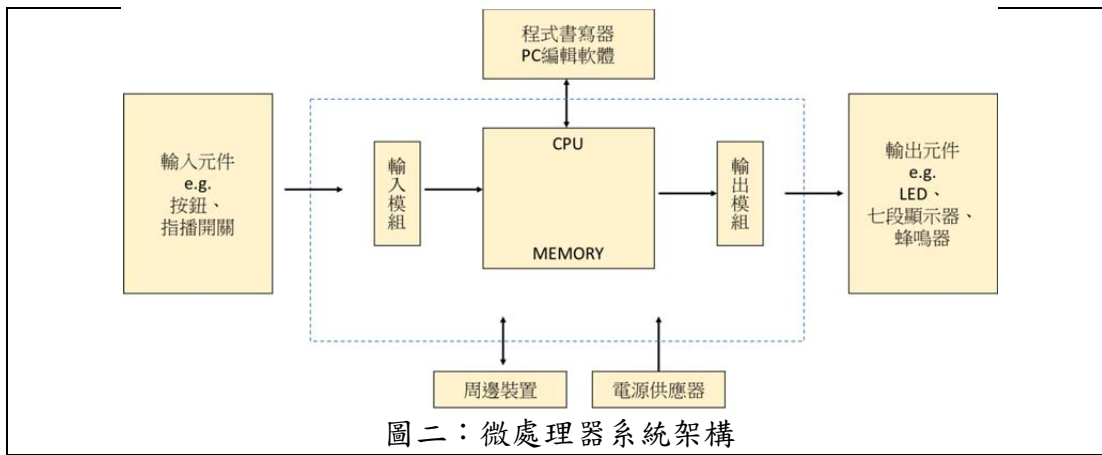 程式書寫器
PC編輯軟體
輸入元件
e.g.
按鈕、
指播開關
輸
入
模
組
CPU
MEMORY
輸
出
模
組
輸出元件
e.g.
LED、
七段顯示器、
蜂鳴器
周邊裝置
電源供應器
圖二：微處理器系統架構